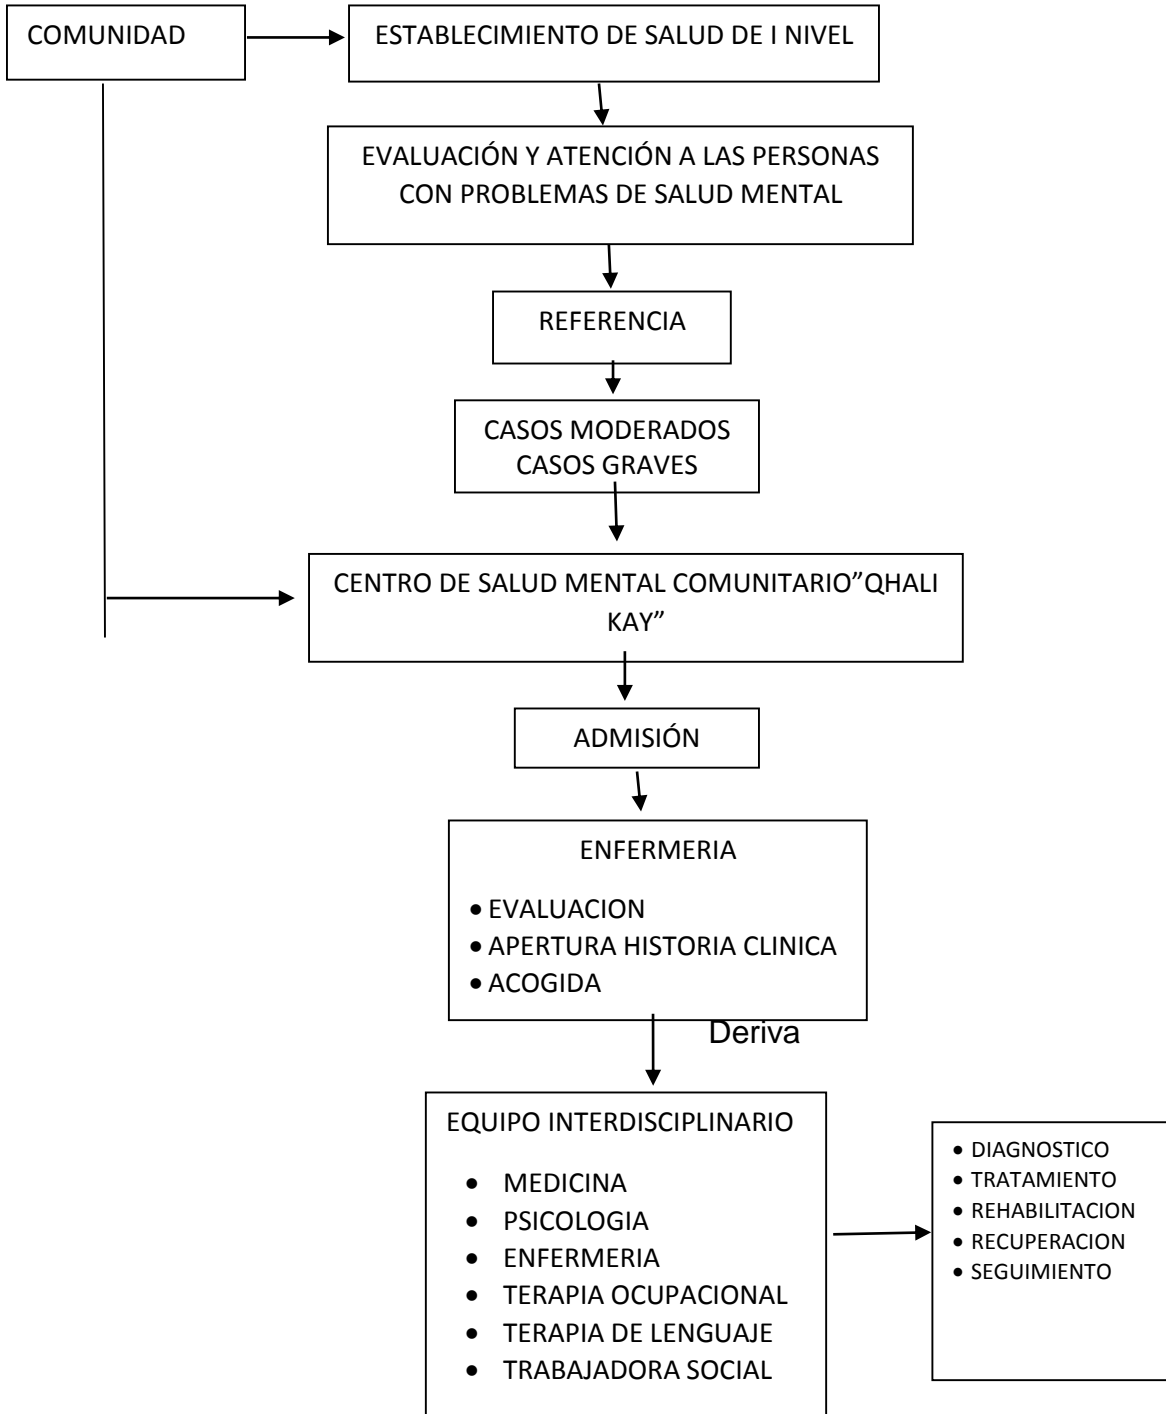 COMUNIDAD
ESTABLECIMIENTO DE SALUD DE I NIVEL
EVALUACIÓN Y ATENCIÓN A LAS PERSONAS
CON PROBLEMAS DE SALUD MENTAL
REFERENCIA
CASOS MODERADOS
CASOS GRAVES
CENTRO DE SALUD MENTAL COMUNITARIO”QHALI
KAY”
ADMISIÓN
ENFERMERIA
• EVALUACION
• APERTURA HISTORIA CLINICA
• ACOGIDA
Deriva
EQUIPO INTERDISCIPLINARIO
• MEDICINA
• PSICOLOGIA
• ENFERMERIA
• TERAPIA OCUPACIONAL
• TERAPIA DE LENGUAJE
• TRABAJADORA SOCIAL
• DIAGNOSTICO
• TRATAMIENTO
• REHABILITACION
• RECUPERACION
• SEGUIMIENTO